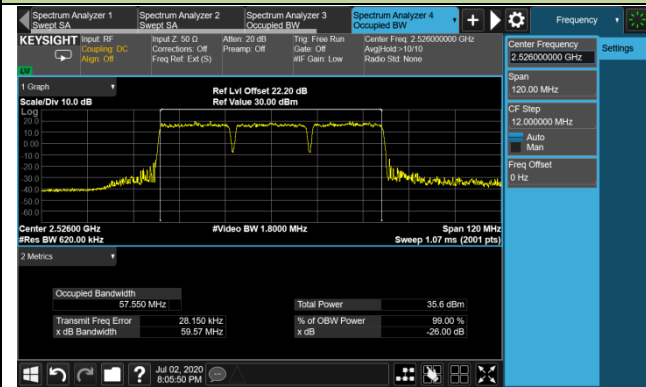 Spectrum Analyzer 1
Swept SA
Spectrum Analyzer 2
Swept SA
Spectrum Analyzer 3
Occupied BW
Spectrum Analyzer 4
Occupied BW
Frequency
KEYSIGHT
Input: RF
Coupling: DC
Align: Off
Input Z: 50 Ω
Corrections: Off
Freq Ref: Ext (S)
Atten: 20 dB
Preamp: Off
Trig: Free Run
Gate: Off
#IF Gain: Low
Center Freq: 2.526000000 GHz
Avg|Hold:>10/10
Radio Std: None
Center Frequency
2.526000000 GHz
Settings
Span
120.00 MHz
CF Step
12.000000 MHz
Auto
Man
Freq Offset
0 Hz
1 Graph
Scale/Div 10.0 dB
Ref Lvl Offset 22.20 dB
Ref Value 30.00 dBm
Log
20.0
10.0
0.00
-10.0
-20.0
-30.0
-40.0
-50.0
-60.0
Center 2.52600 GHz
#Res BW 620.00 kHz
#Video BW 1.8000 MHz
Span 120 MHz
Sweep 1.07 ms (2001 pts)
2 Metrics
Occupied Bandwidth
57.550 MHz
Total Power
35.6 dBm
Transmit Freq Error
28.150 kHz
% of OBW Power
99.00 %
x dB Bandwidth
59.57 MHz
x dB
-26.00 dB
Jul 02, 2020
8:05:50 PM